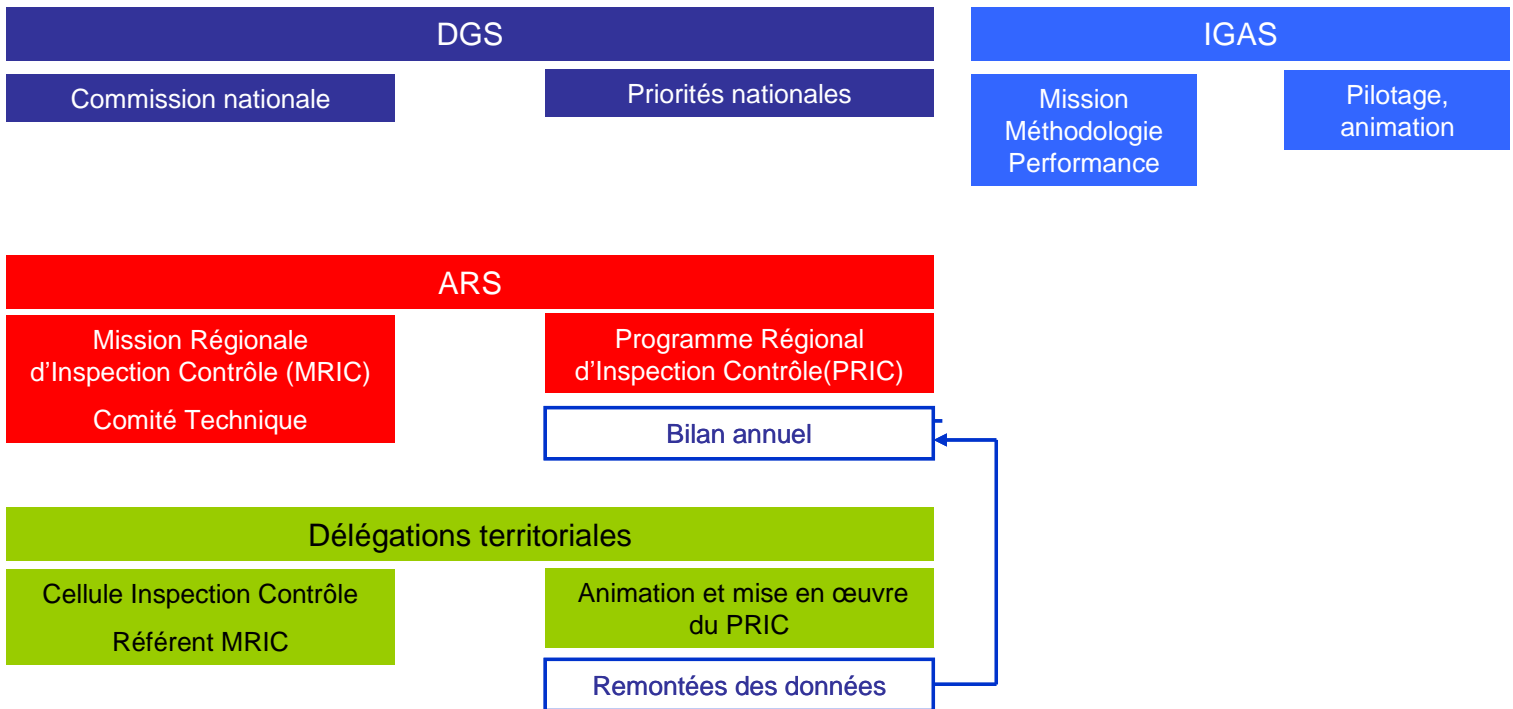 DGS
Commission nationale
Priorités nationales
IGAS
Mission
Méthodologie
Performance
Pilotage,
animation
ARS
Mission Régionale
d'Inspection Contrôle (MRIC)
Comité Technique
Programme Régional
d'Inspection Contrôle(PRIC)
Bilan annuel
Délégations territoriales
Cellule Inspection Contrôle
Référent MRIC
Animation et mise en œuvre
du PRIC
Remontées des données